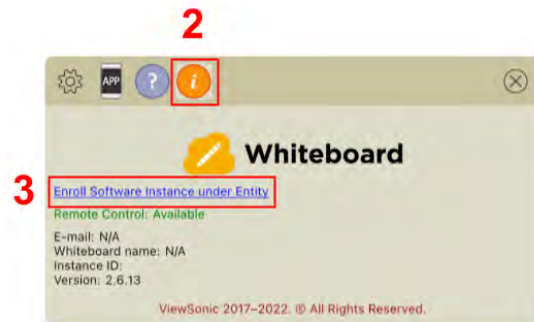 2
APP ? i
Whiteboard
3
Enroll Software Instance under Entity
Remote Control: Available
E-mail: N/A
Whiteboard name: N/A
Instance ID:
Version: 2.6.13
ViewSonic 2017–2022. © All Rights Reserved.